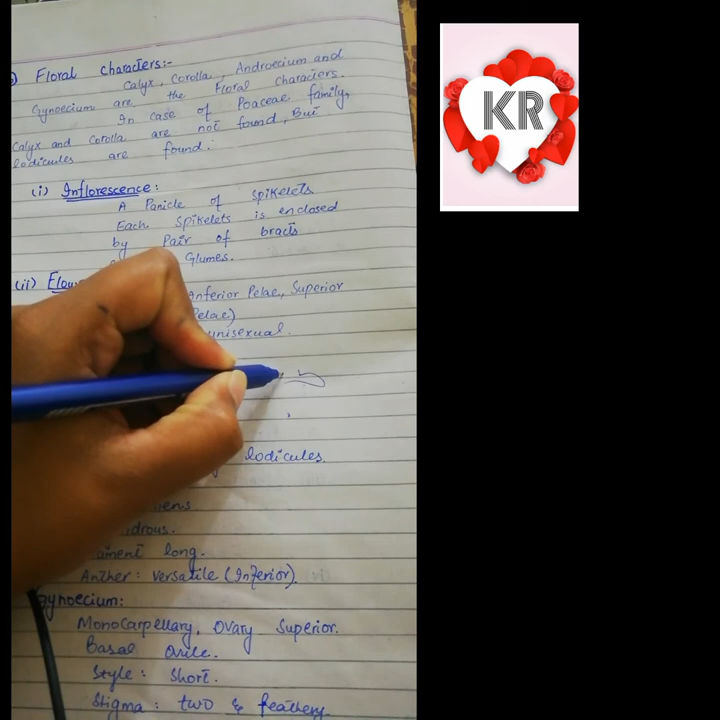 Floral Characters:-
Calyx, Corolla, Androecium and
Gynoecium are the Floral Characters.
In case of Poaceae family,
Calyx and Corolla are not found, But
lodicules are found.
(i) Inflorescence:
A Panicle of Spikelets
Each Spikelets is enclosed
by Pair of bracts
Glumes.
(ii)
Inferior Pelae, Superior
Pelae)
unisexual.
lodicules.
long.
Anther: versatile (Inferior).
Gynoecium:
Monocarpellary, Ovary Superior.
Basal Ovule.
Style: Short.
Stigma: two & feathery.
KR